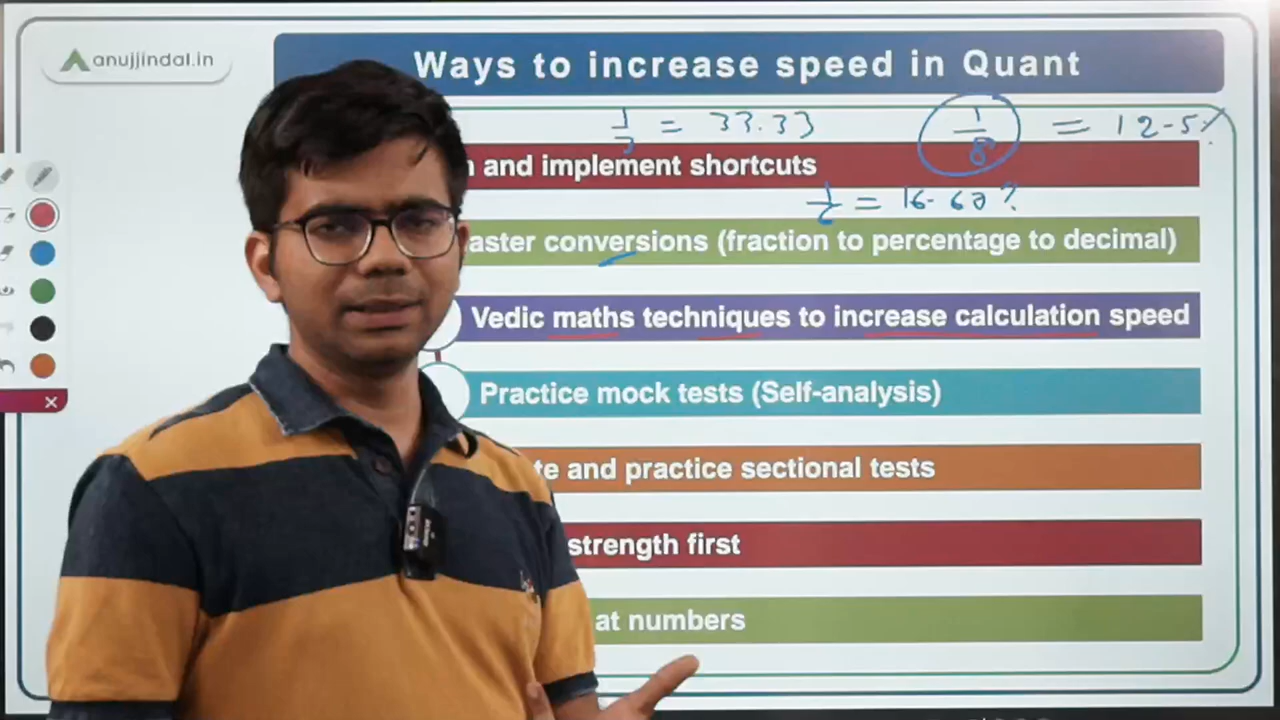 anujjindal.in
Ways to increase speed in Quant
1/3 = 33.33
1/8 = 12.5%
and implement shortcuts
1/6 =
aster conversions (fraction to percentage to decimal)
Vedic maths techniques to increase calculation speed
Practice mock tests (Self-analysis)
te and practice sectional tests
strength first
at numbers